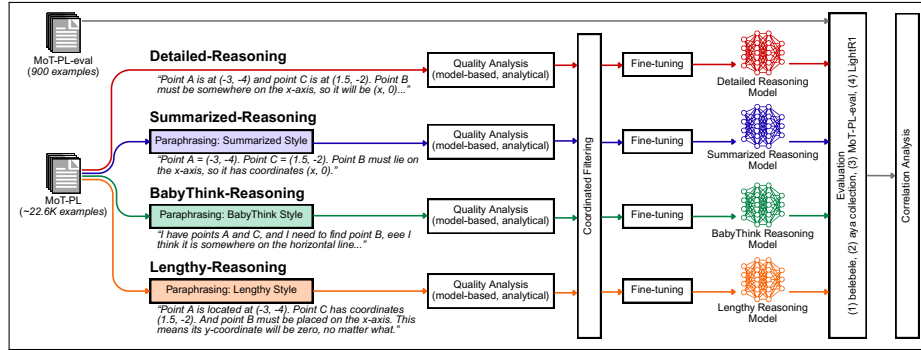 MoT-PL-eval
(900 examples)
MoT-PL
(~22.6K examples)
Detailed-Reasoning
"Point A is at (-3, -4) and point C is at (1.5, -2). Point B
must be somewhere on the x-axis, so it will be (x, 0)..."
Quality Analysis
(model-based, analytical)
Fine-tuning
Detailed Reasoning
Model
Summarized-Reasoning
Paraphrasing: Summarized Style
"Point A = (-3, -4). Point C = (1.5, -2). Point B must lie on
the x-axis, so it has coordinates (x, 0)."
Quality Analysis
(model-based, analytical)
Fine-tuning
Summarized Reasoning
Model
BabyThink-Reasoning
Paraphrasing: BabyThink Style
"I have points A and C, and I need to find point B, eee I
think it is somewhere on the horizontal line..."
Quality Analysis
(model-based, analytical)
Fine-tuning
BabyThink Reasoning
Model
Lengthy-Reasoning
Paraphrasing: Lengthy Style
"Point A is located at (-3, -4). Point C has coordinates
(1.5, -2). And point B must be placed on the x-axis. This
means its y-coordinate will be zero, no matter what."
Quality Analysis
(model-based, analytical)
Fine-tuning
Lengthy Reasoning
Model
Coordinated Filtering
Evaluation
(1) belebele, (2) aya collection, (3) MoT-PL-eval, (4) LightR1
Correlation Analysis